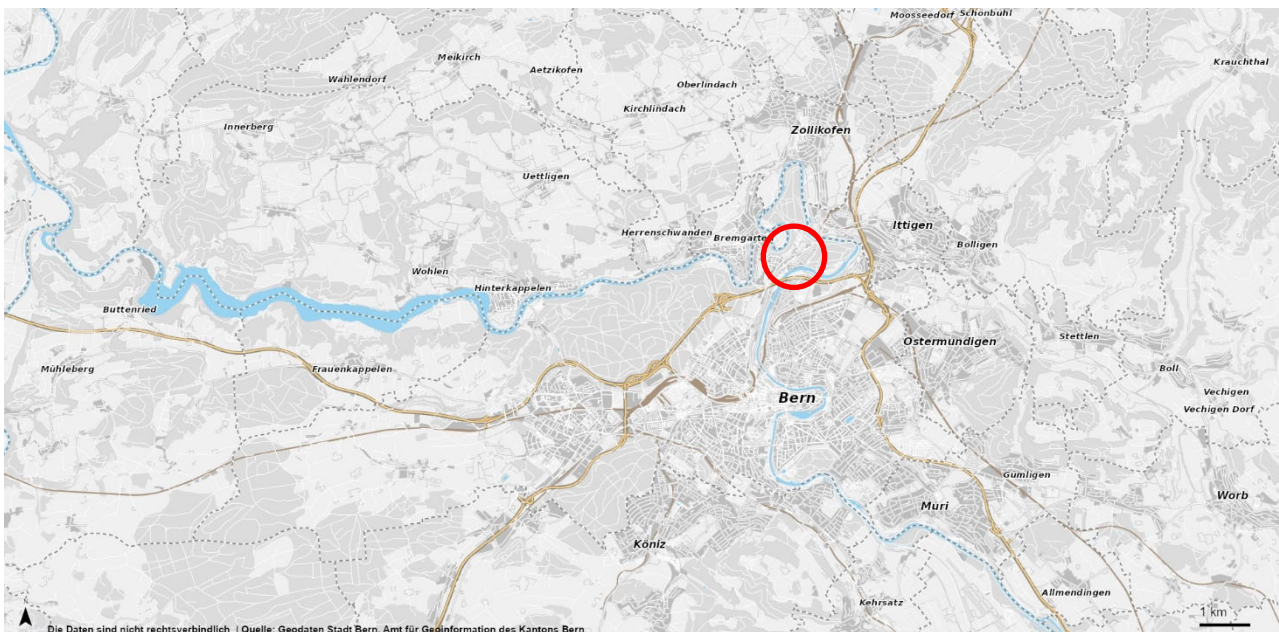 Moosseedorf Schönbühl
Meikirch
Krauchthal
Aetzikofen
Wahlendorf
Oberlindach
Kirchlindach
Innerberg
Zollikofen
Uettligen
Ittigen
Herrenschwanden
Bremgarten
Bolligen
Wohlen
Hinterkappelen
Buttenried
Stettlen
Ostermundigen
Mühleberg
Frauenkappelen
Boll
Vechigen
Bern
Vechigen Dorf
Gümligen
Worb
Muri
Köniz
Allmendingen
Kehrsatz
1 km
Die Daten sind nicht rechtsverbindlich. | Quelle: Geodaten Stadt Bern, Amt für Geoinformation des Kantons Bern